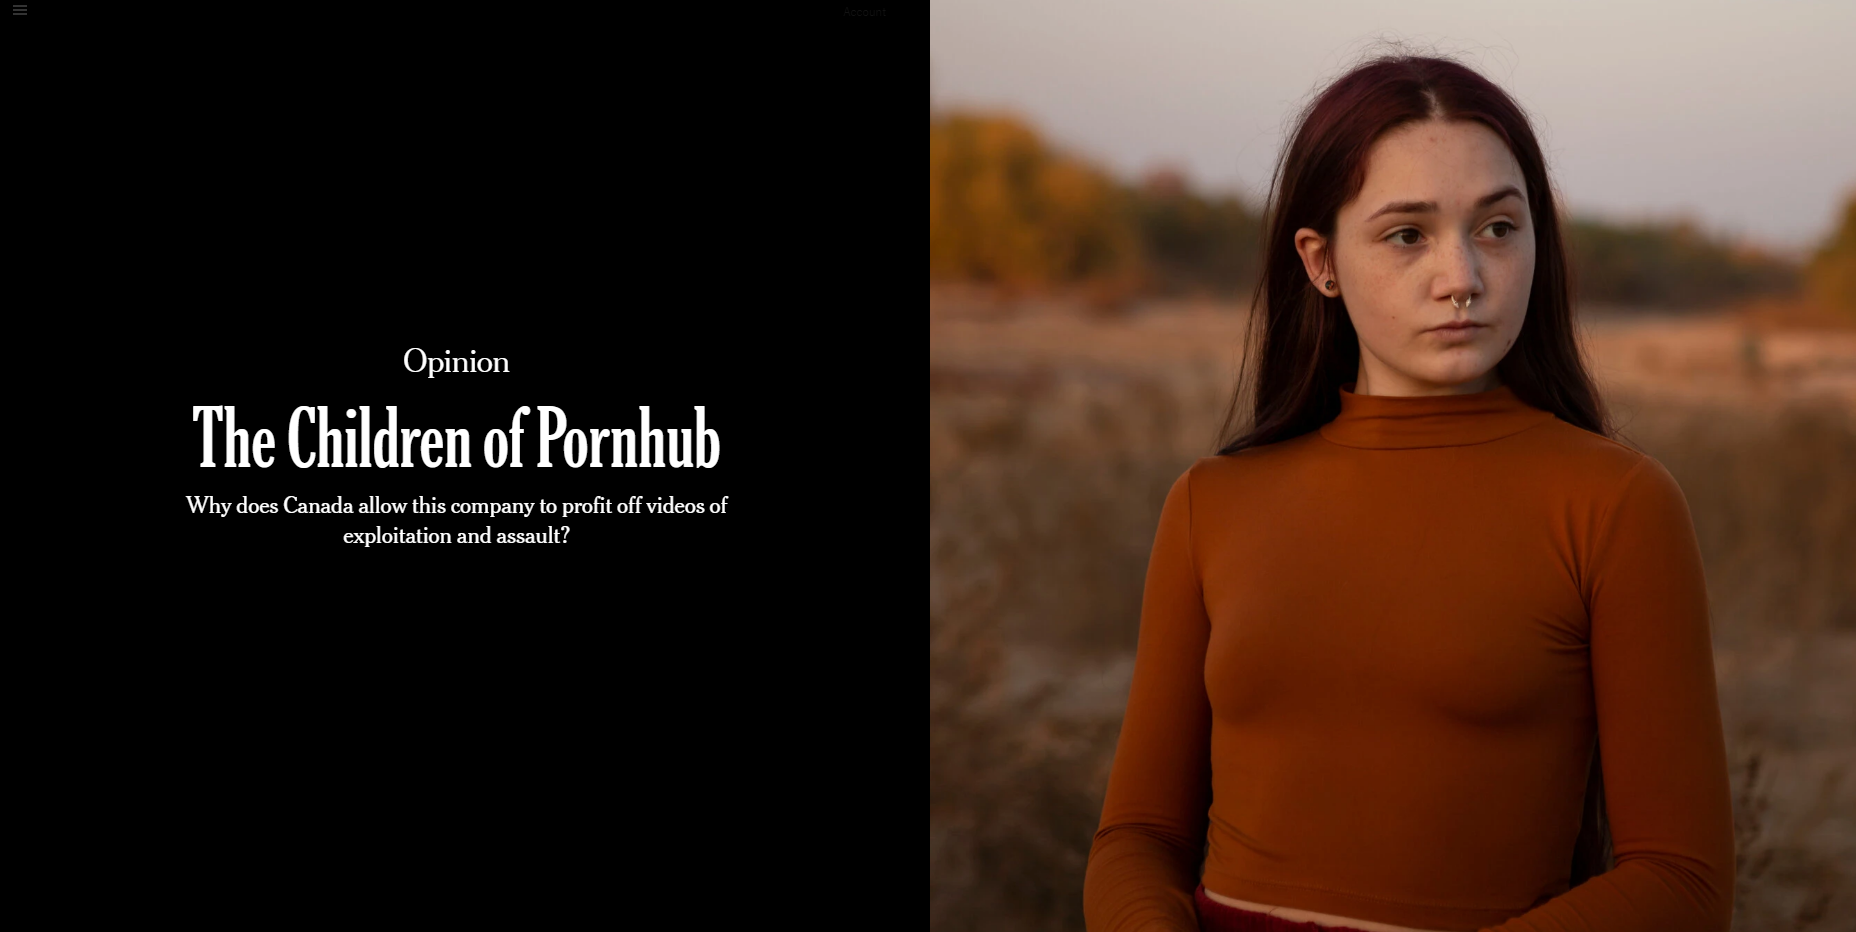 Account
Opinion
The Children of Pornhub
Why does Canada allow this company to profit off videos of
exploitation and assault?